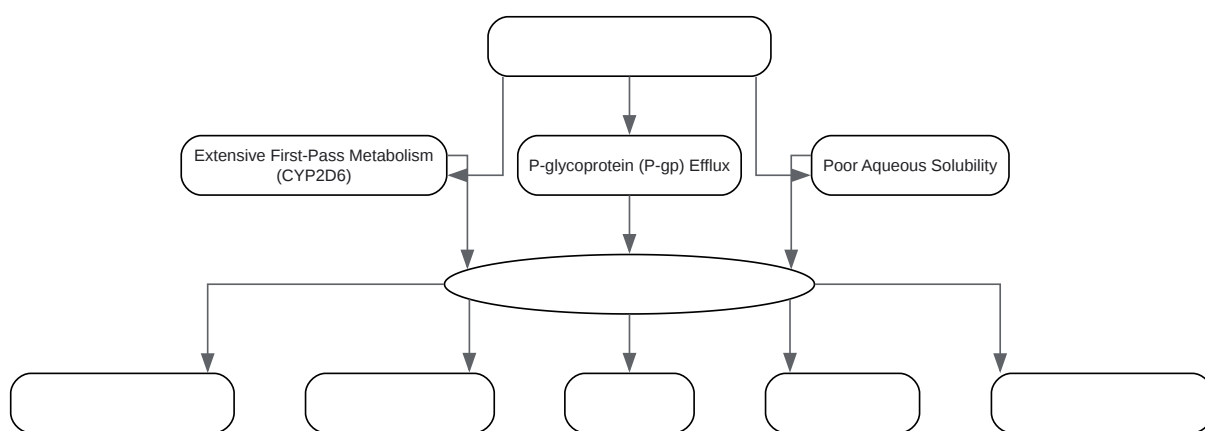 Extensive First-Pass Metabolism
(CYP2D6)
P-glycoprotein (P-gp) Efflux
Poor Aqueous Solubility